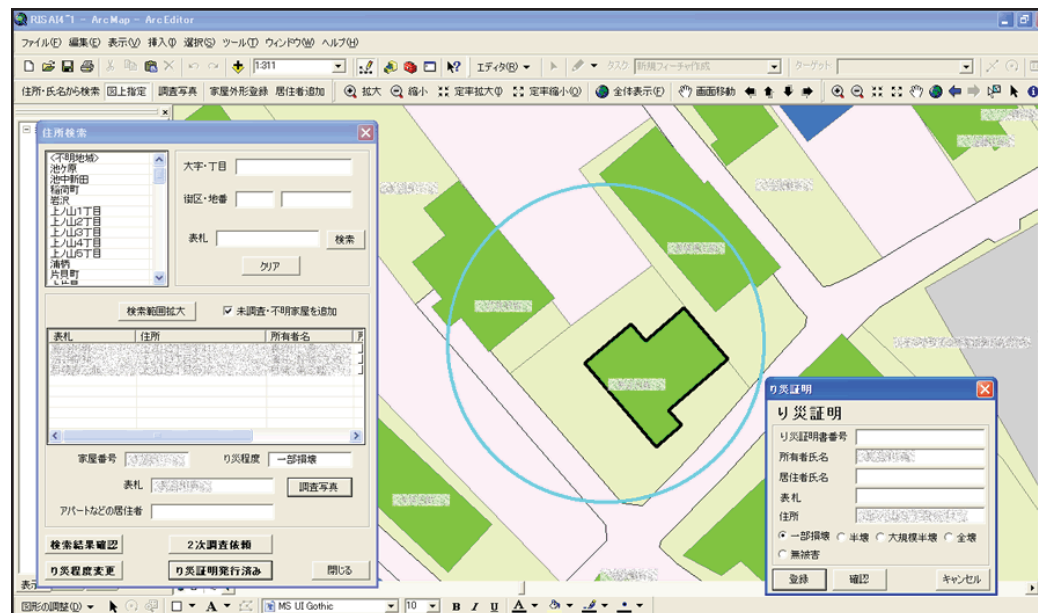 RISAI4~1 - ArcMap - ArcEditor
ファイル(F) 編集(E) 表示(V) 挿入(I) 選択(S) ツール(T) ウィンドウ(W) ヘルプ(H)
1:311 エディタ(R) タスク 新規フィーチャ作成 ターゲット
住所・氏名から検索 図上指定 調査写真 家屋外形登録 居住者追加 拡大 縮小 定率拡大(I) 定率縮小(O) 全体表示(F) 画面移動
住所検索
<不明地域>
池ケ原
池中新田
稲荷町
岩沢
上ノ山1丁目
上ノ山2丁目
上ノ山3丁目
上ノ山4丁目
上ノ山5丁目
浦柄
片貝町
大字・丁目
街区・地番
表札 検索
クリア
検索範囲拡大 未調査・不明家屋を追加
表札 住所 所有者名
家屋番号 り災程度 一部損壊
表札 調査写真
アパートなどの居住者
検索結果確認 2次調査依頼
り災程度変更 り災証明発行済み 閉じる
り災証明
り災証明
り災証明書番号
所有者氏名
居住者氏名
表札
住所
一部損壊 半壊 大規模半壊 全壊
無被害
登録 確認 キャンセル
図形の調整(D) A MS UI Gothic 10 B I U A